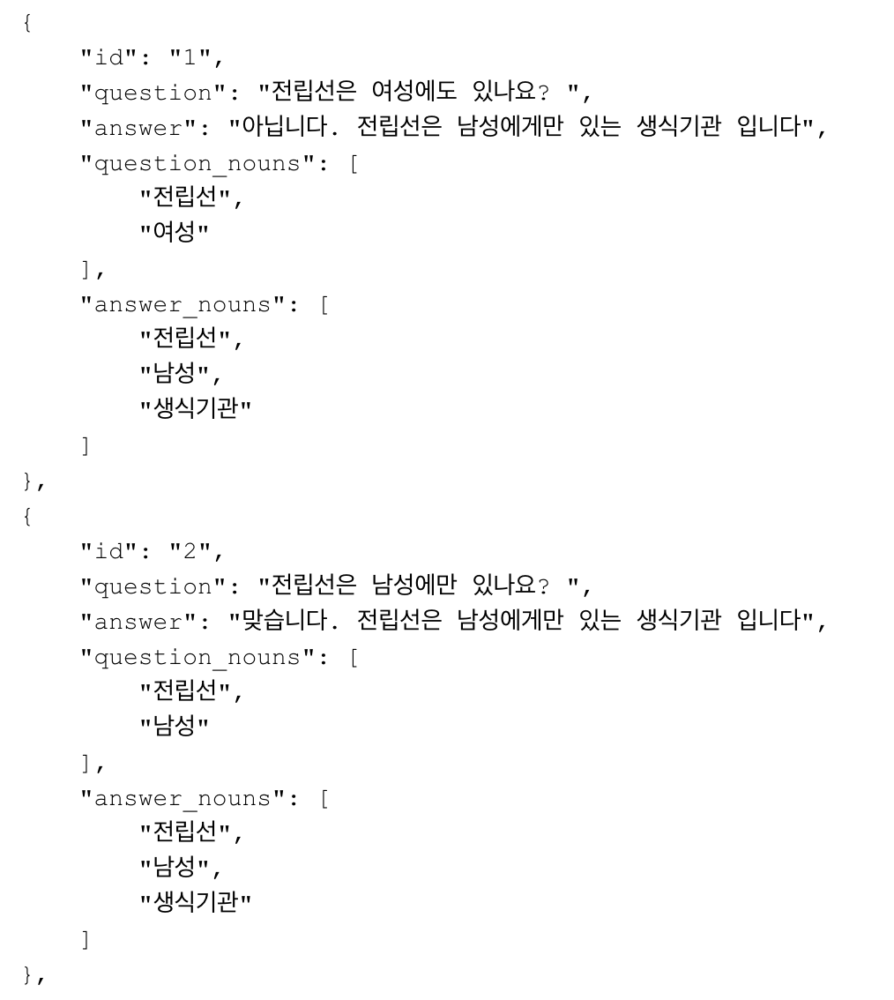 {
"id": "1",
"question": "전립선은 여성에도 있나요? ",
"answer": "아닙니다. 전립선은 남성에게만 있는 생식기관 입니다",
"question_nouns": [
"전립선",
"여성"
],
"answer_nouns": [
"전립선",
"남성",
"생식기관"
]
},
{
"id": "2",
"question": "전립선은 남성에만 있나요? ",
"answer": "맞습니다. 전립선은 남성에게만 있는 생식기관 입니다",
"question_nouns": [
"전립선",
"남성"
],
"answer_nouns": [
"전립선",
"남성",
"생식기관"
]
},